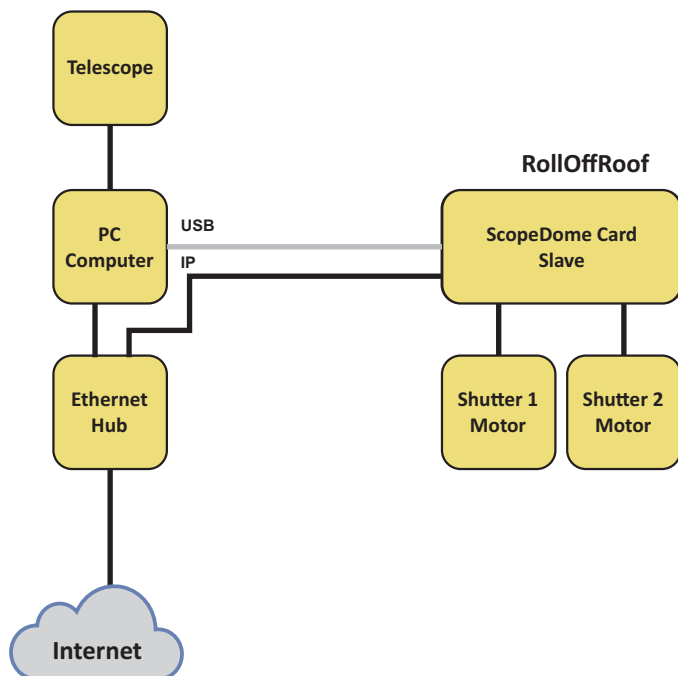 Telescope
RollOffRoof
PC
Computer
USB
IP
ScopeDome Card
Slave
Ethernet
Hub
Shutter 1
Motor
Shutter 2
Motor
Internet